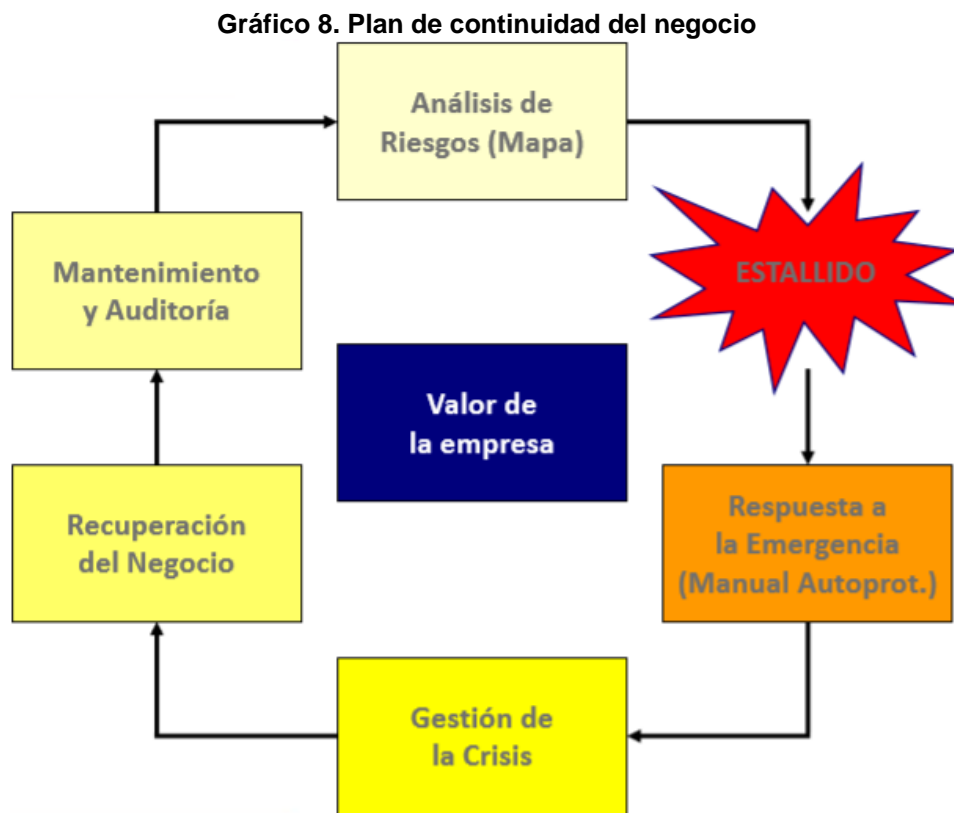 Gráfico 8. Plan de continuidad del negocio
Análisis de
Riesgos (Mapa)
ESTALLIDO
Mantenimiento
y Auditoría
Valor de
la empresa
Respuesta a
la Emergencia
(Manual Autoprot.)
Recuperación
del Negocio
Gestión de
la Crisis